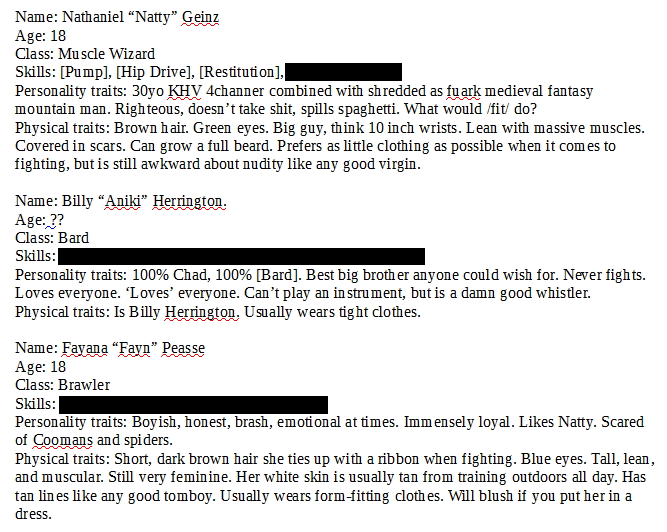 Name: Nathaniel “Natty” Geinz
Age: 18
Class: Muscle Wizard
Skills: [Pump], [Hip Drive], [Restitution],
Personality traits: 30yo KHV 4channer combined with shredded as fuark medieval fantasy
mountain man. Righteous, doesn’t take shit, spills spaghetti. What would /fit/ do?
Physical traits: Brown hair. Green eyes. Big guy, think 10 inch wrists. Lean with massive muscles.
Covered in scars. Can grow a full beard. Prefers as little clothing as possible when it comes to
fighting, but is still awkward about nudity like any good virgin.
Name: Billy “Aniki” Herrington.
Age: ??
Class: Bard
Skills:
Personality traits: 100% Chad, 100% [Bard]. Best big brother anyone could wish for. Never fights.
Loves everyone. ‘Loves’ everyone. Can’t play an instrument, but is a damn good whistler.
Physical traits: Is Billy Herrington. Usually wears tight clothes.
Name: Fayana “Fayn” Peasse
Age: 18
Class: Brawler
Skills:
Personality traits: Boyish, honest, brash, emotional at times. Immensely loyal. Likes Natty. Scared
of Coomans and spiders.
Physical traits: Short, dark brown hair she ties up with a ribbon when fighting. Blue eyes. Tall, lean,
and muscular. Still very feminine. Her white skin is usually tan from training outdoors all day. Has
tan lines like any good tomboy. Usually wears form-fitting clothes. Will blush if you put her in a
dress.